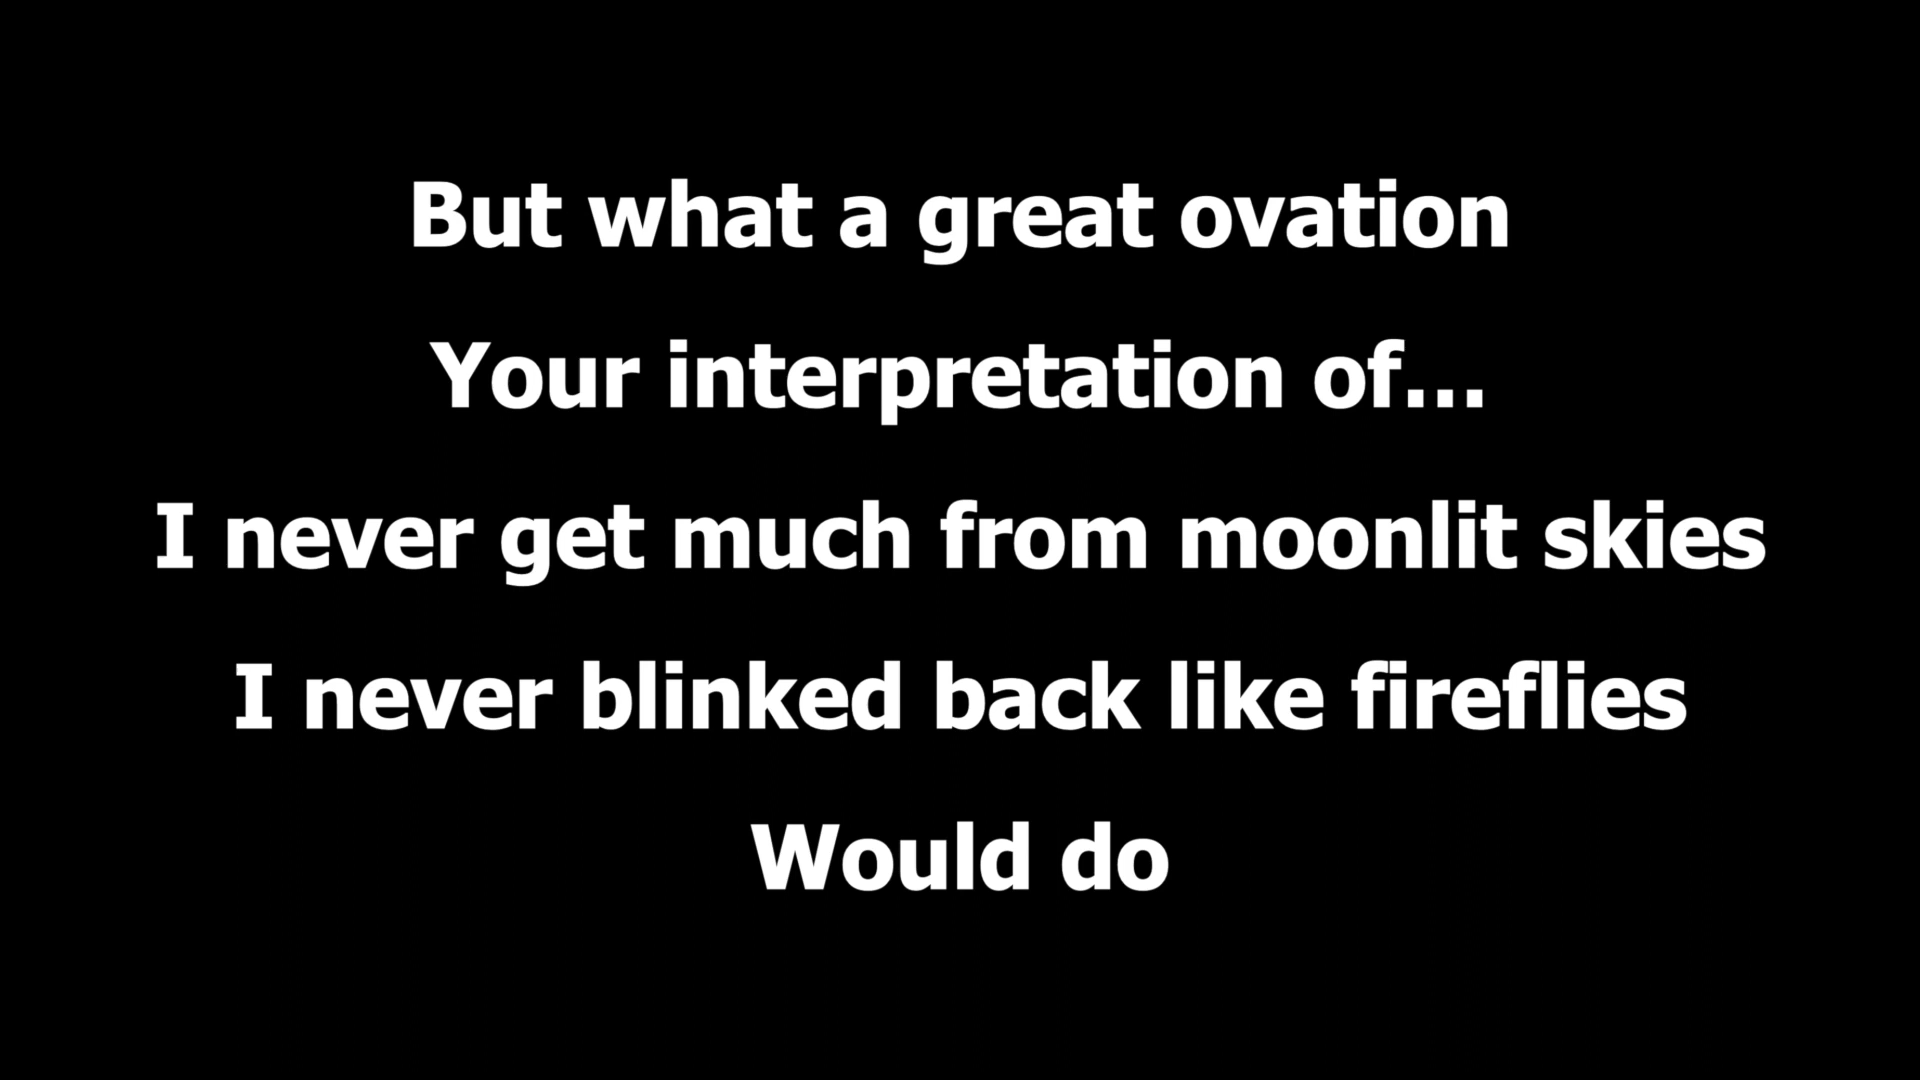 But what a great ovation
Your interpretation of...
I never get much from moonlit skies
I never blinked back like fireflies
Would do